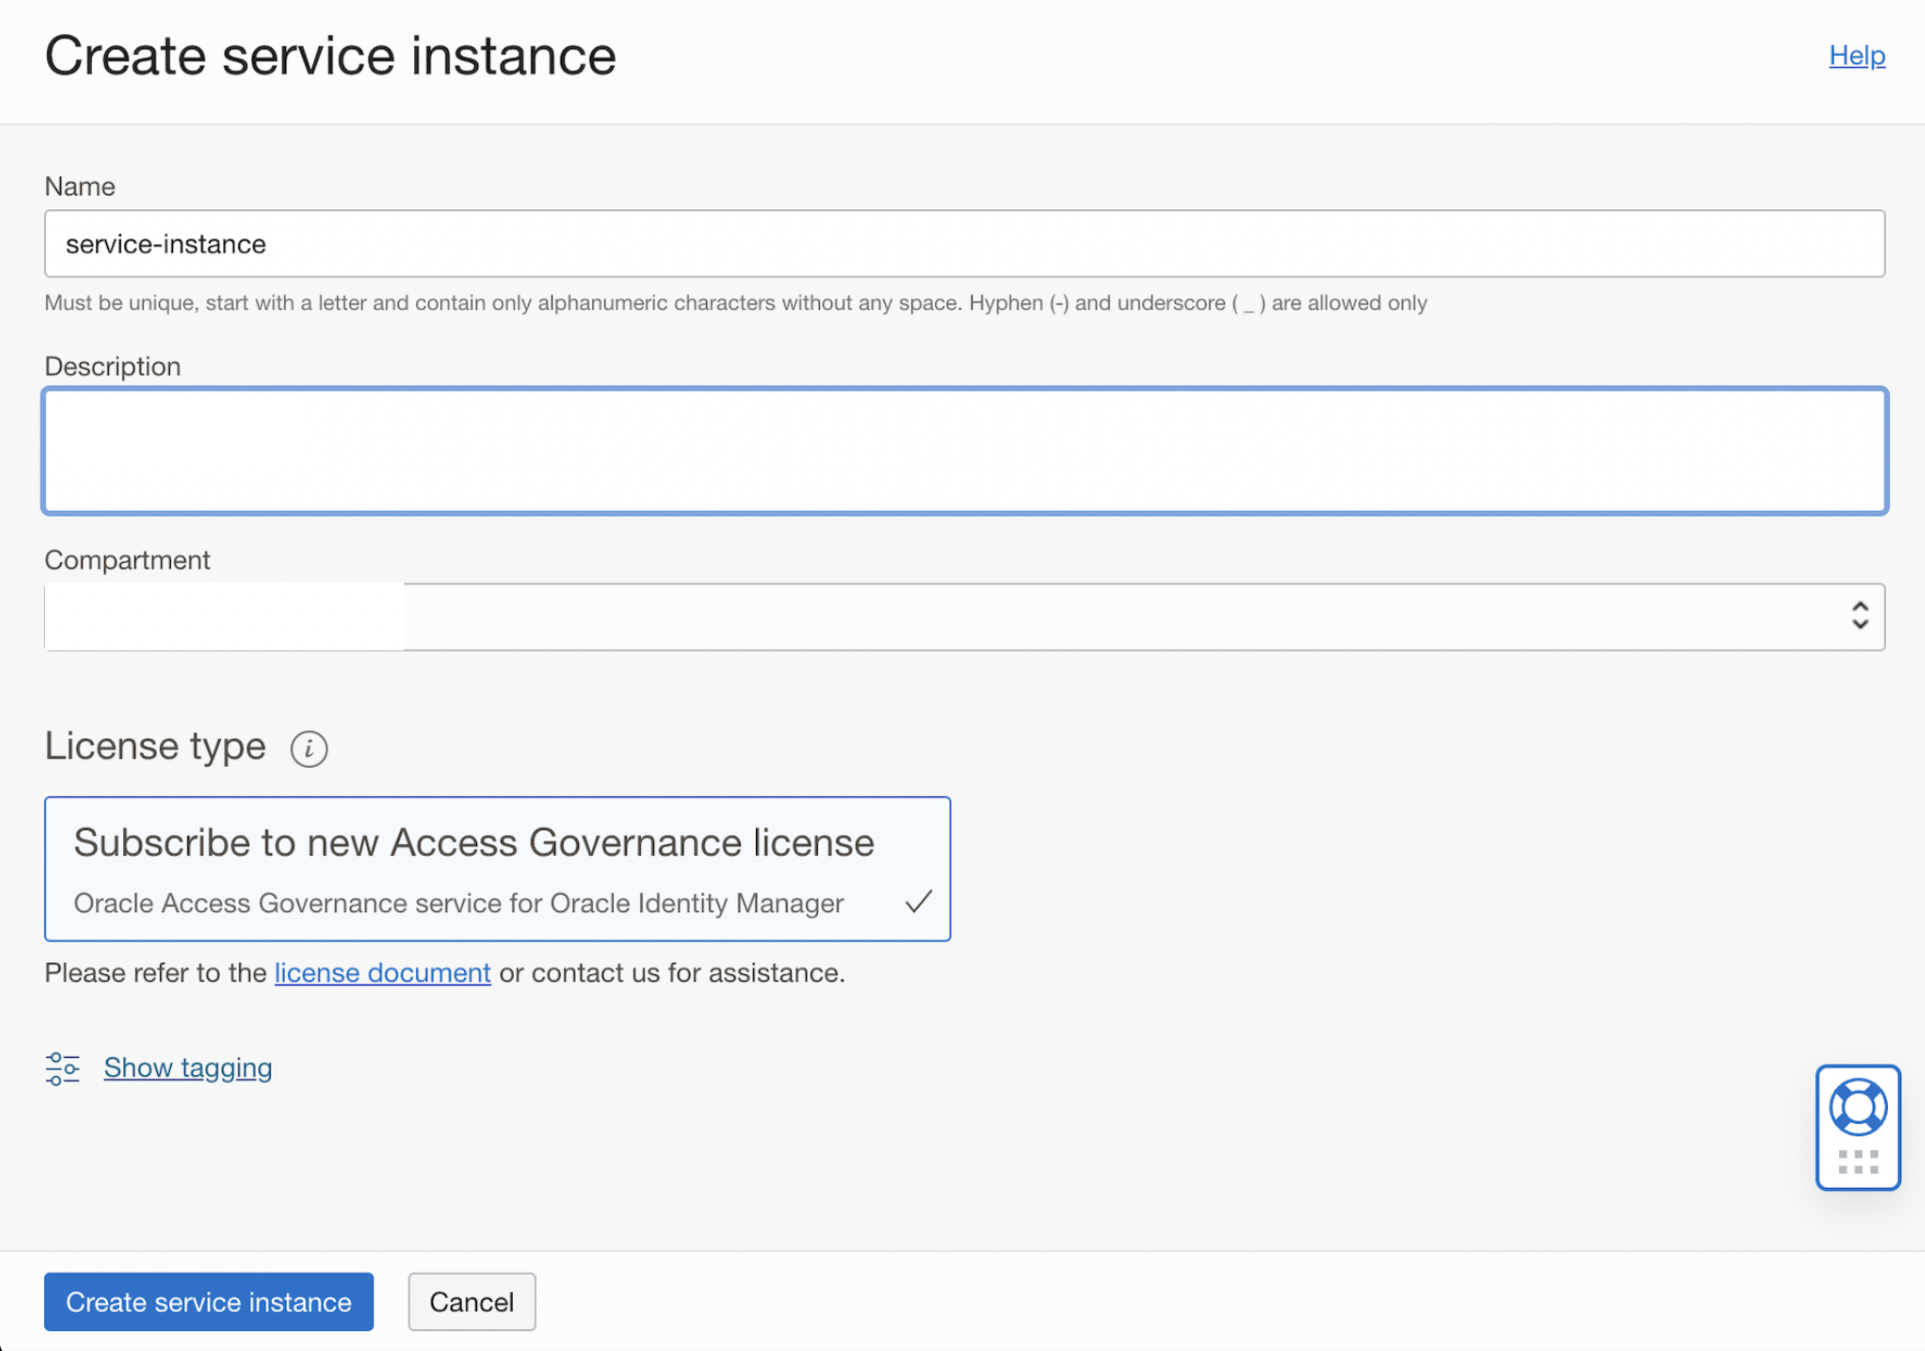 Create service instance
Help
Name
service-instance
Must be unique, start with a letter and contain only alphanumeric characters without any space. Hyphen (-) and underscore ( _ ) are allowed only
Description
Compartment
License type i
Subscribe to new Access Governance license
Oracle Access Governance service for Oracle Identity Manager
Please refer to the license document or contact us for assistance.
Show tagging
Create service instance
Cancel